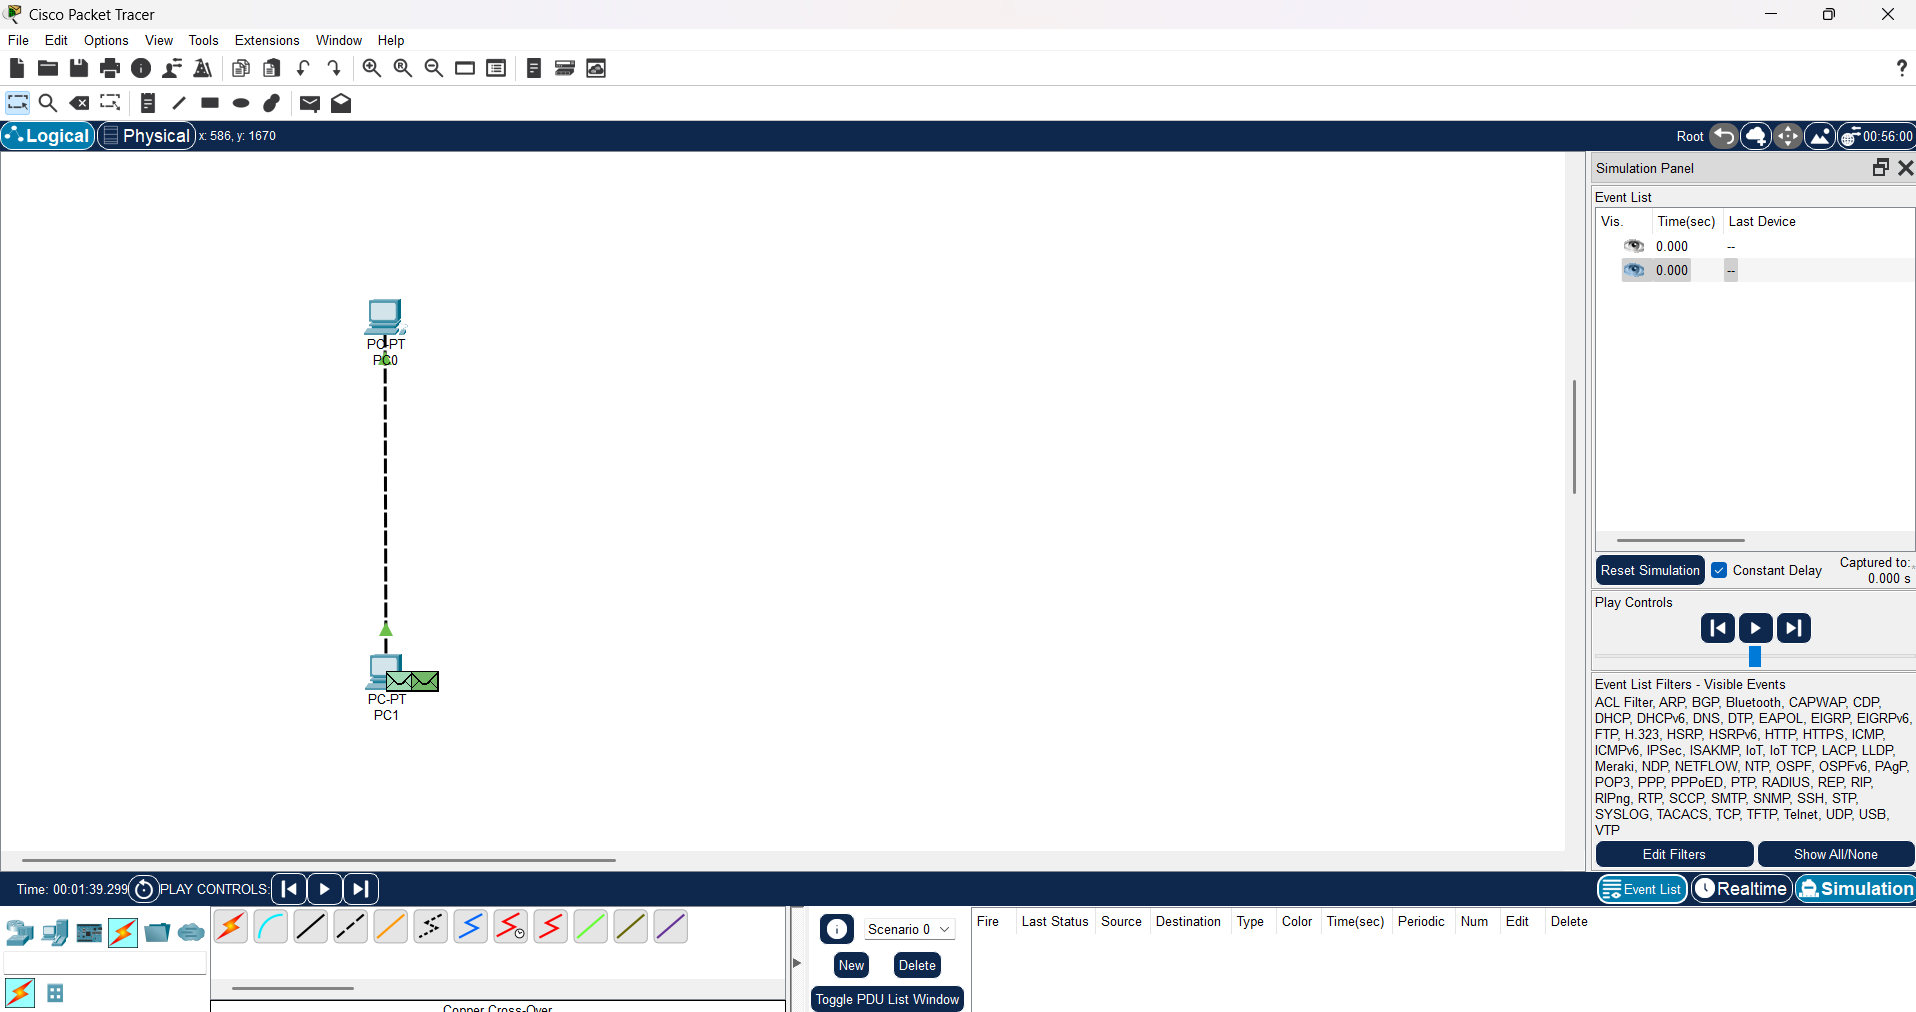 Cisco Packet Tracer
File Edit Options View Tools Extensions Window Help
?
Logical Physical x: 586, y: 1670 Root 00:56:00
PC-PT
PC0
PC-PT
PC1
Simulation Panel
Event List
Vis. Time(sec) Last Device
0.000 --
0.000 --
Reset Simulation Constant Delay Captured to:
0.000 s
Play Controls
Event List Filters - Visible Events
ACL Filter, ARP, BGP, Bluetooth, CAPWAP, CDP,
DHCP, DHCPv6, DNS, DTP, EAPOL, EIGRP, EIGRPv6,
FTP, H.323, HSRP, HSRPv6, HTTP, HTTPS, ICMP,
ICMPv6, IPSec, ISAKMP, IoT, IoT TCP, LACP, LLDP,
Meraki, NDP, NETFLOW, NTP, OSPF, OSPFv6, PAgP,
POP3, PPP, PPPoED, PTP, RADIUS, REP, RIP,
RIPng, RTP, SCCP, SMTP, SNMP, SSH, STP,
SYSLOG, TACACS, TCP, TFTP, Telnet, UDP, USB,
VTP
Edit Filters Show All/None
Time: 00:01:39.299 PLAY CONTROLS: Event List Realtime Simulation
Scenario 0
New Delete
Toggle PDU List Window
Fire Last Status Source Destination Type Color Time(sec) Periodic Num Edit Delete
Copper Cross-Over